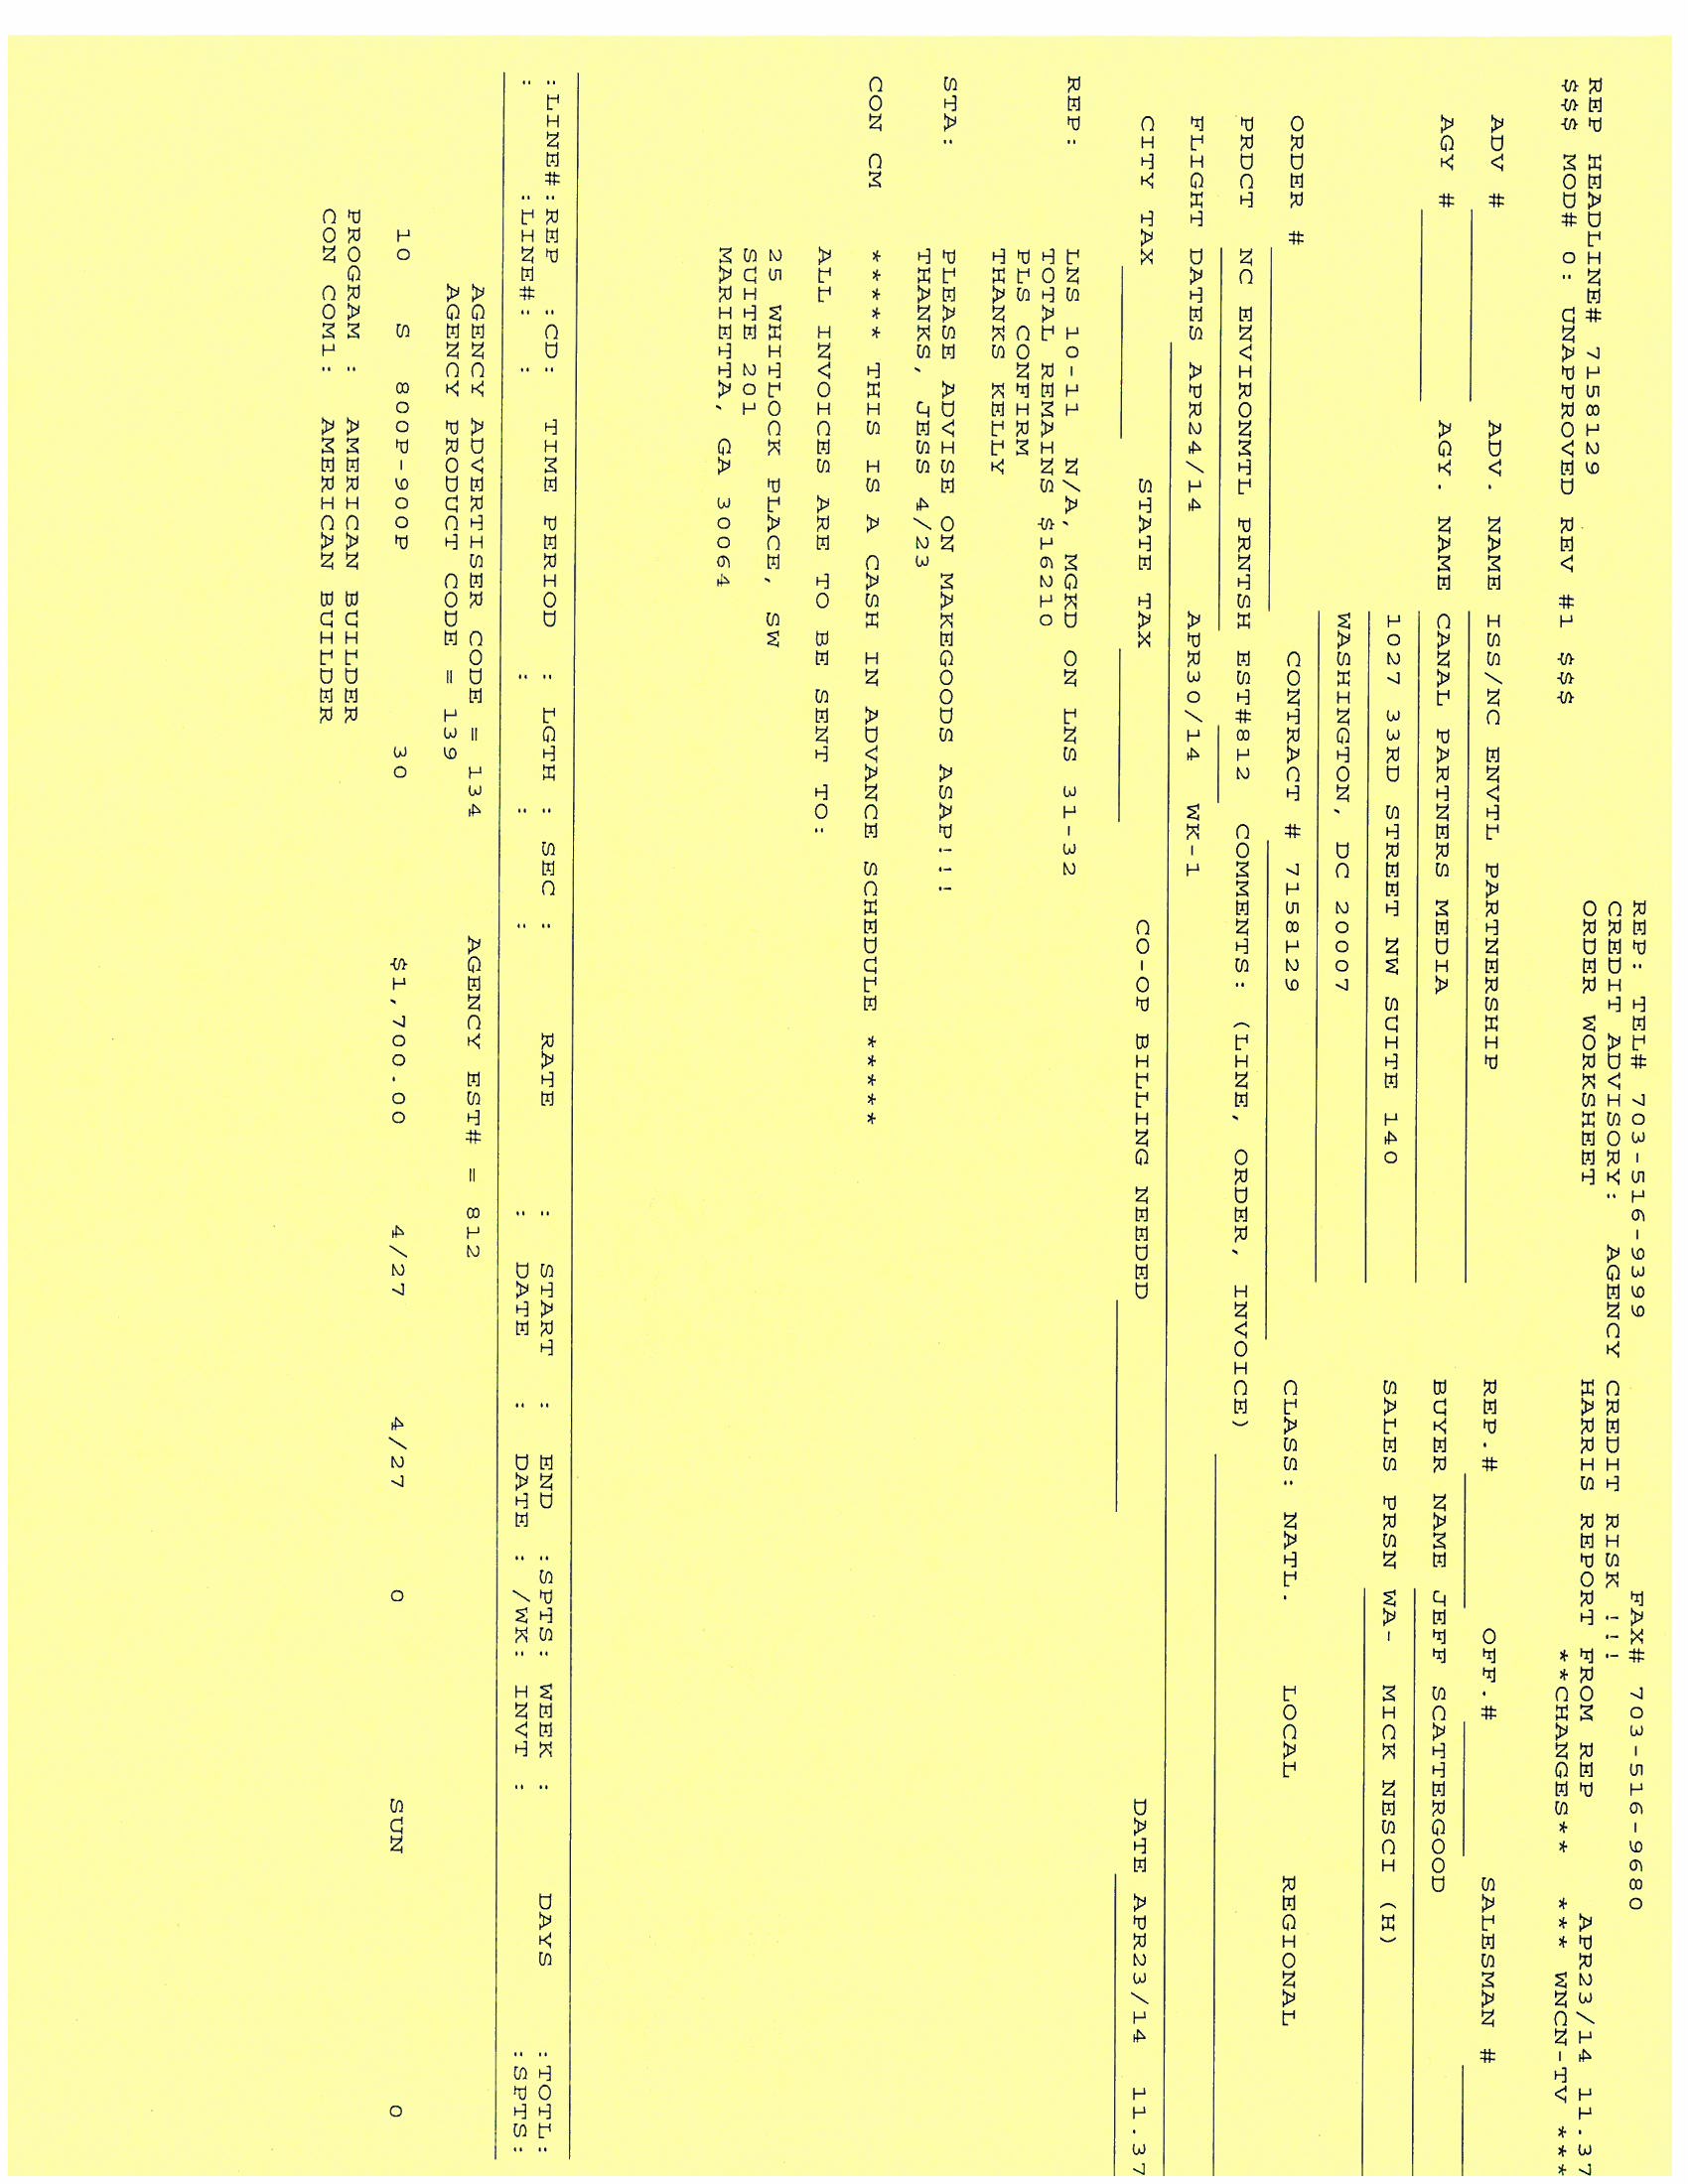 REP: TEL# 703-516-9399 FAX# 703-516-9680
CREDIT ADVISORY: AGENCY CREDIT RISK !!!
ORDER WORKSHEET HARRIS REPORT FROM REP APR23/14 11.37
REP HEADLINE# 7158129 **CHANGES** *** WNCN-TV ***
$$$ MOD# 0: UNAPPROVED REV #1 $$$
ADV # ADV. NAME ISS/NC ENVTL PARTNERSHIP REP.# OFF.# SALESMAN #
AGY # AGY. NAME CANAL PARTNERS MEDIA BUYER NAME JEFF SCATTERGOOD
1027 33RD STREET NW SUITE 140 SALES PRSN WA- MICK NESCI (H)
WASHINGTON, DC 20007
ORDER # CONTRACT # 7158129 CLASS: NATL. LOCAL REGIONAL
PRDCT NC ENVIRONMTL PRNTSH EST#812 COMMENTS: (LINE, ORDER, INVOICE)
FLIGHT DATES APR24/14 APR30/14 WK-1
CITY TAX STATE TAX CO-OP BILLING NEEDED DATE APR23/14 11.37
REP: LNS 10-11 N/A, MGKD ON LNS 31-32
TOTAL REMAINS $16210
PLS CONFIRM
THANKS KELLY
STA: PLEASE ADVISE ON MAKEGOODS ASAP!!!
THANKS, JESS 4/23
CON CM ***** THIS IS A CASH IN ADVANCE SCHEDULE *****
ALL INVOICES ARE TO BE SENT TO:
25 WHITLOCK PLACE, SW
SUITE 201
MARIETTA, GA 30064
:LINE#:REP :CD: TIME PERIOD : LGTH : SEC : RATE : START : END :SPTS: WEEK : DAYS :TOTL:
: :LINE#: : : : : : DATE : DATE : /WK: INVT : :SPTS:
AGENCY ADVERTISER CODE = 134 AGENCY EST# = 812
AGENCY PRODUCT CODE = 139
10 S 800P-900P 30 $1,700.00 4/27 4/27 0 SUN 0
PROGRAM : AMERICAN BUILDER
CON COM1: AMERICAN BUILDER